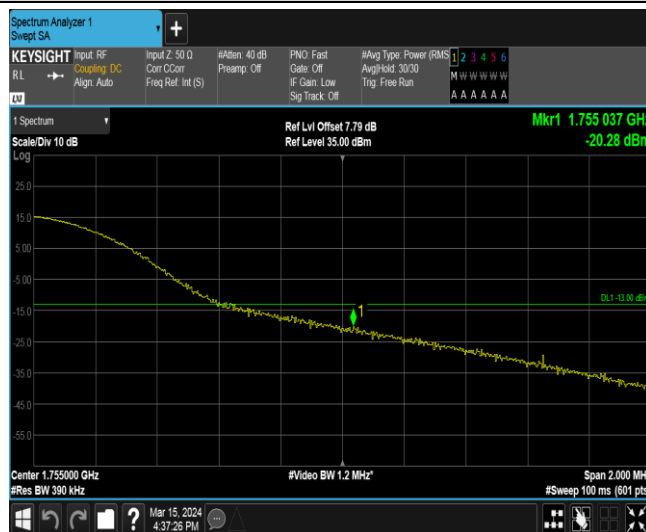 Spectrum Analyzer 1
Swept SA
KEYSIGHT Input: RF Input Z: 50 Ω #Atten: 40 dB PNO: Fast #Avg Type: Power (RMS 1 2 3 4 5 6
RL Coupling: DC Corr CCorr Preamp: Off Gate: Off Avg|Hold: 30/30 M W W W W W
Align: Auto Freq Ref: Int (S) IF Gain: Low Trig: Free Run
LXI Sig Track: Off A A A A A A
1 Spectrum Ref Lvl Offset 7.79 dB Mkr1 1.755 037 GHz
Scale/Div 10 dB Ref Level 35.00 dBm -20.28 dBm
Log
25.0
15.0
5.00
-5.00
DL1 -13.00 dBm
-15.0 1
-25.0
-35.0
-45.0
-55.0
Center 1.755000 GHz #Video BW 1.2 MHz* Span 2.000 MH
#Res BW 390 kHz #Sweep 100 ms (601 pts
? Mar 15, 2024
4:37:26 PM